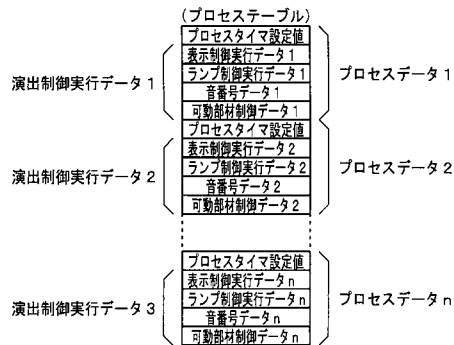 (プロセステーブル)
プロセスタイマ設定値
表示制御実行データ1
ランプ制御実行データ1
音番号データ1
可動部材制御データ1
演出制御実行データ1
プロセスデータ1
プロセスタイマ設定値
表示制御実行データ2
ランプ制御実行データ2
音番号データ2
可動部材制御データ2
演出制御実行データ2
プロセスデータ2
プロセスタイマ設定値
表示制御実行データn
ランプ制御実行データn
音番号データn
可動部材制御データn
演出制御実行データ3
プロセスデータn